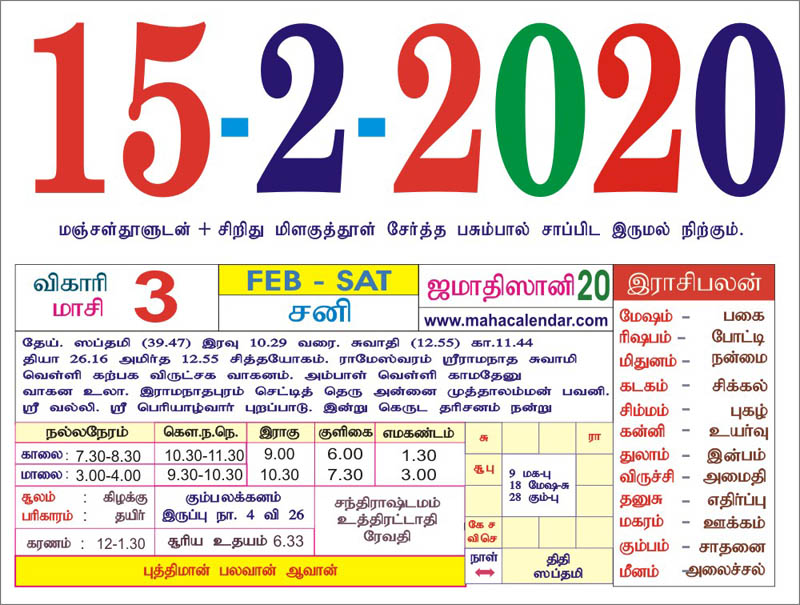 15-2-2020
மஞ்சள்தூளுடன் + சிறிது மிளகுத்தூள் சேர்த்த பசும்பால் சாப்பிட இருமல் நிற்கும்.
விகாரி
மாசி 3
FEB - SAT
சனி
ஜமாதிஸானி 20
www.mahacalendar.com
தேய். ஸப்தமி (39.47) இரவு 10.29 வரை. சுவாதி (12.55) கா.11.44
தியா 26.16 அமிர்த 12.55 சித்தயோகம். ராமேஸ்வரம் ஸ்ரீராமநாத சுவாமி
வெள்ளி கற்பக விருட்சக வாகனம். அம்பாள் வெள்ளி காமதேனு
வாகன உலா. இராமநாதபுரம் செட்டித் தெரு அன்னை முத்தாலம்மன் பவனி.
ஸ்ரீ வல்லி. ஸ்ரீ பெரியாழ்வார் புறப்பாடு. இன்று கெருட தரிசனம் நன்று
நல்லநேரம் கௌ.ந.நெ. இராகு குளிகை எமகண்டம்
காலை: 7.30-8.30 10.30-11.30 9.00 6.00 1.30
மாலை: 3.00-4.00 9.30-10.30 10.30 7.30 3.00
சூலம் : கிழக்கு
பரிகாரம் : தயிர்
கரணம் : 12-1.30
கும்பலக்கனம்
இருப்பு நா. 4 வி 26
சூரிய உதயம் 6.33
சந்திராஷ்டமம்
உத்திரட்டாதி
ரேவதி
புத்திமான் பலவான் ஆவான்
சு
ரா
சூ பு
9 மக-பு
18 மேஷ-சு
28 கும்-பு
கே ச
வி செ
நாள்
↔
திதி
ஸப்தமி
இராசிபலன்
மேஷம் - பகை
ரிஷபம் - போட்டி
மிதுனம் - நன்மை
கடகம் - சிக்கல்
சிம்மம் - புகழ்
கன்னி - உயர்வு
துலாம் - இன்பம்
விருச்சி - அமைதி
தனுசு - எதிர்ப்பு
மகரம் - ஊக்கம்
கும்பம் - சாதனை
மீனம் - அலைச்சல்